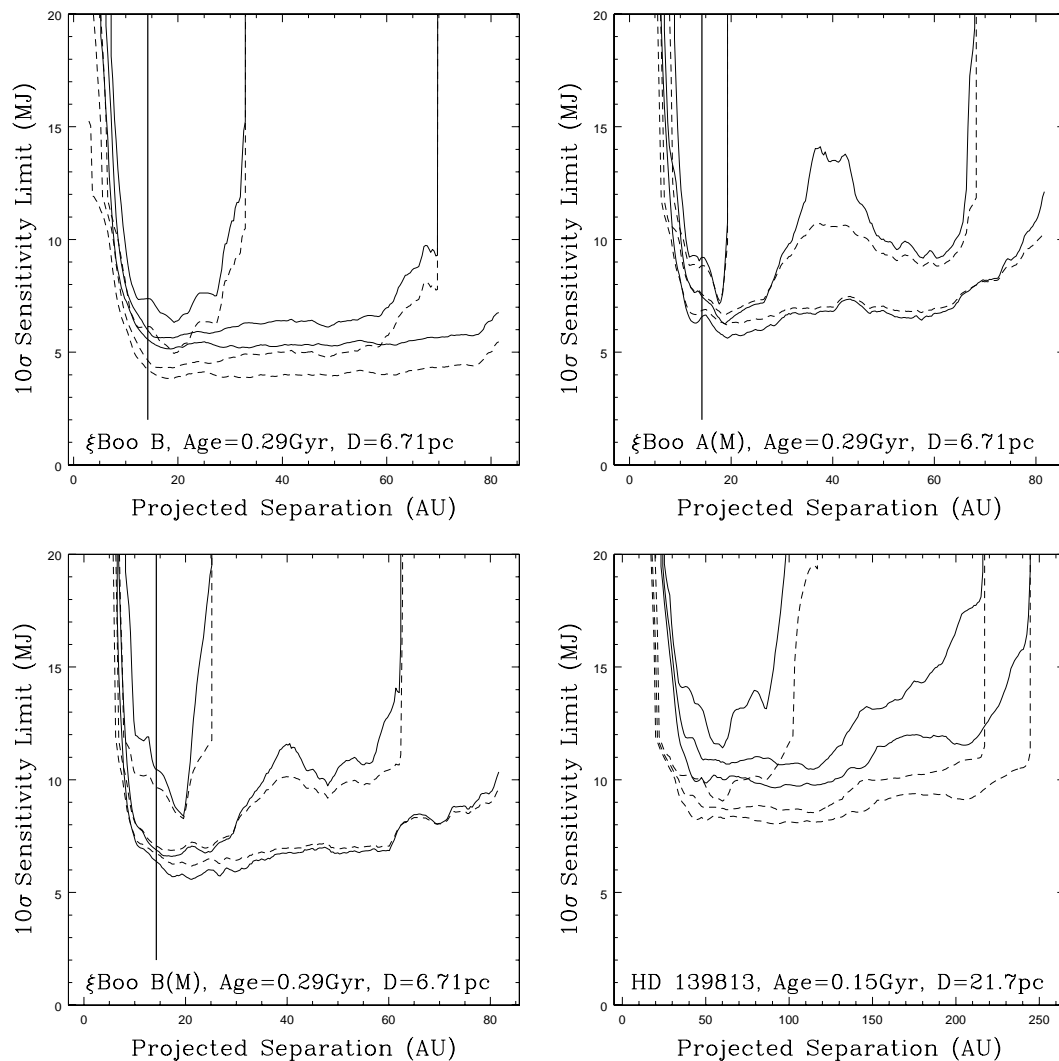 20
15
10
5
0
10σ Sensitivity Limit (MJ)
ξBoo B, Age=0.29Gyr, D=6.71pc
0 20 40 60 80
Projected Separation (AU)
20
15
10
5
0
10σ Sensitivity Limit (MJ)
ξBoo A(M), Age=0.29Gyr, D=6.71pc
0 20 40 60 80
Projected Separation (AU)
20
15
10
5
0
10σ Sensitivity Limit (MJ)
ξBoo B(M), Age=0.29Gyr, D=6.71pc
0 20 40 60 80
Projected Separation (AU)
20
15
10
5
0
10σ Sensitivity Limit (MJ)
HD 139813, Age=0.15Gyr, D=21.7pc
0 50 100 150 200 250
Projected Separation (AU)